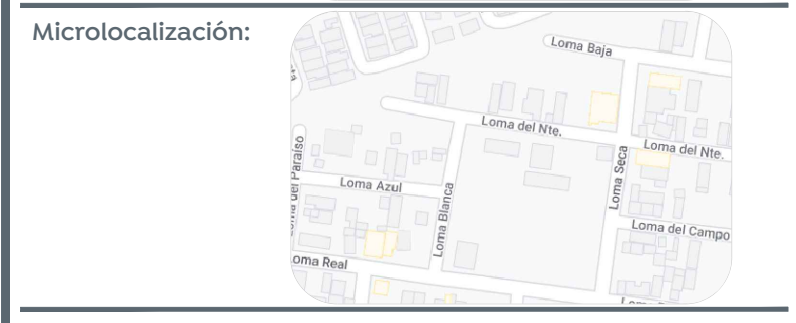 Microlocalización:
Loma Baja
Loma del Nte.
Loma del Nte.
Loma Seca
Loma del Paraíso
Loma Azul
Loma Blanca
Loma del Campo
oma Real